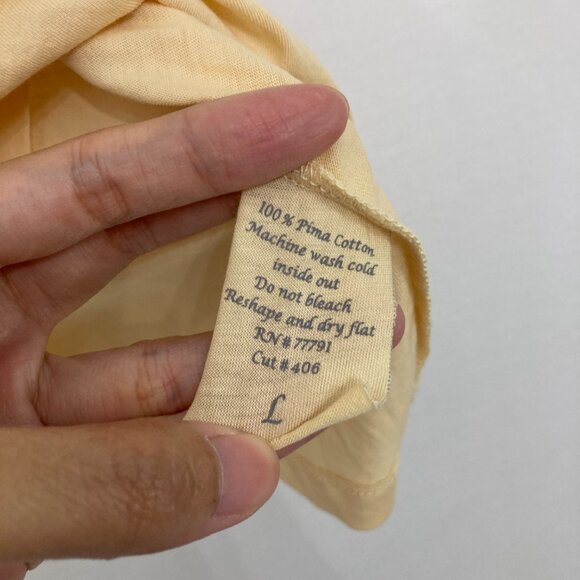 100% Pima Cotton
Machine wash cold
inside out
Do not bleach
Reshape and dry flat
RN# 77791
Cut #406
L